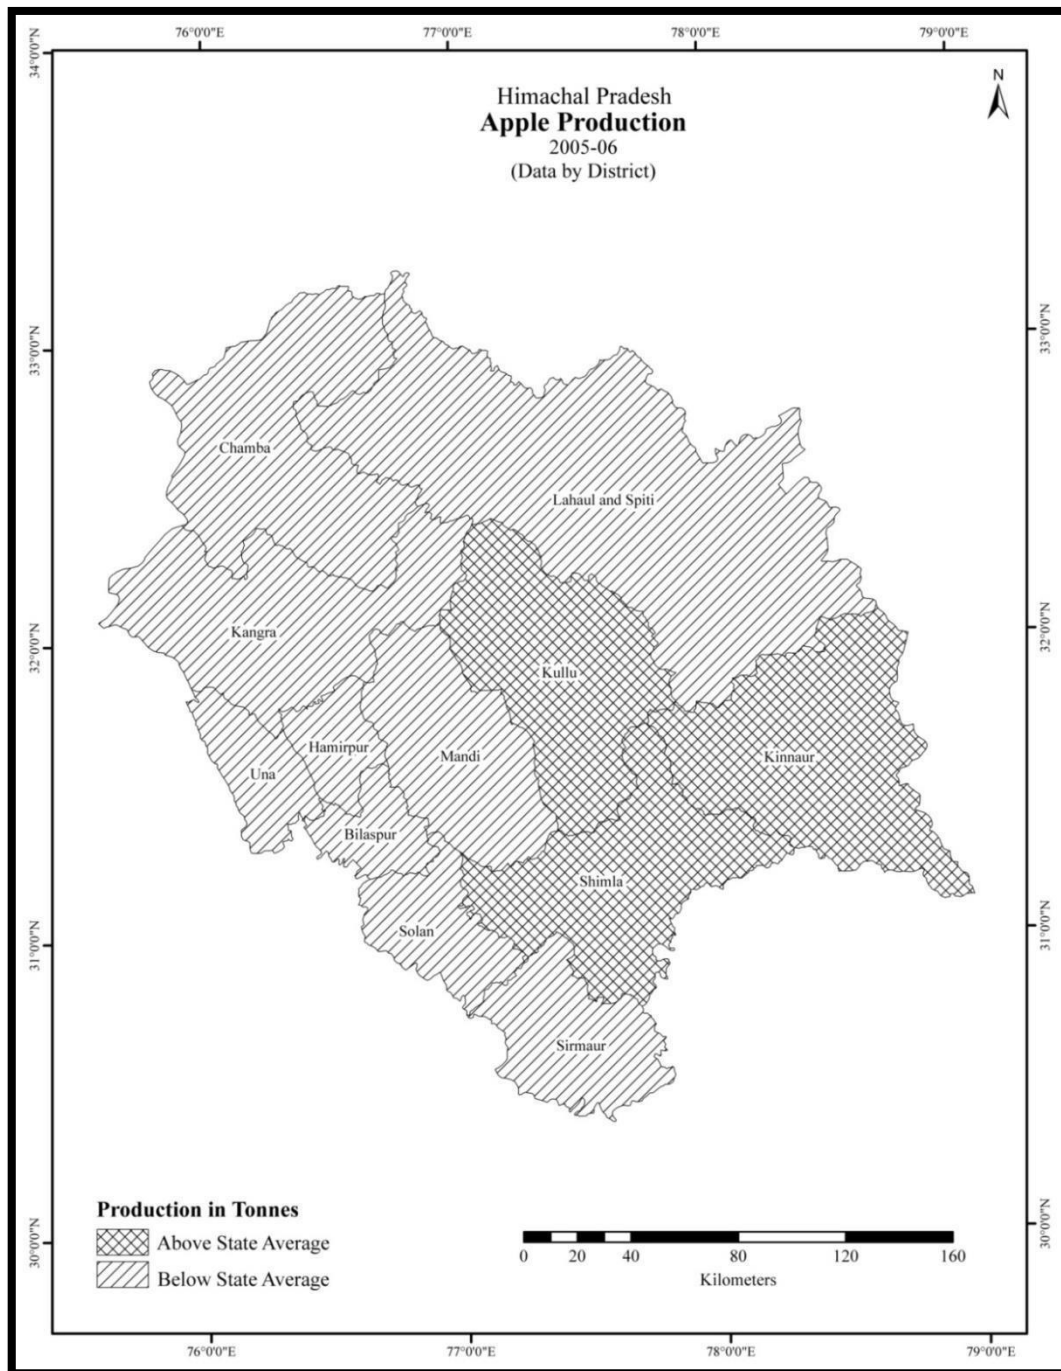 76°0'0"E 77°0'0"E 78°0'0"E 79°0'0"E
34°0'0"N
34°0'0"N
N
Himachal Pradesh
Apple Production
2005-06
(Data by District)
33°0'0"N
33°0'0"N
Chamba
Lahaul and Spiti
Kangra
32°0'0"N
32°0'0"N
Kullu
Hamirpur
Mandi
Kinnaur
Una
Bilaspur
Shimla
Solan
31°0'0"N
31°0'0"N
Sirmaur
Production in Tonnes
Above State Average
Below State Average
30°0'0"N
30°0'0"N
0 20 40 80 120 160
Kilometers
76°0'0"E 77°0'0"E 78°0'0"E 79°0'0"E